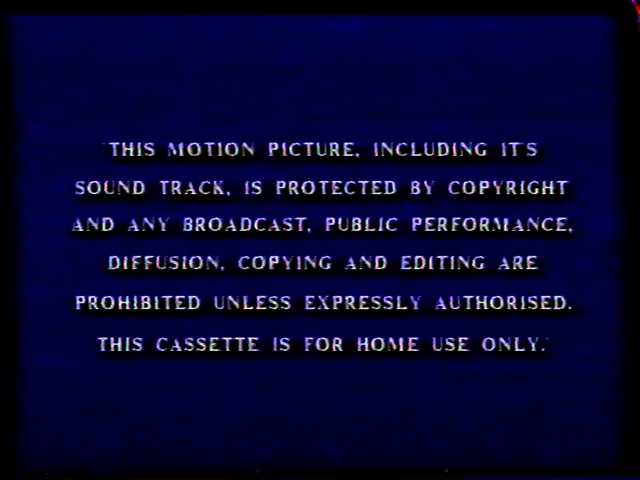 "THIS MOTION PICTURE, INCLUDING IT'S
SOUND TRACK, IS PROTECTED BY COPYRIGHT
AND ANY BROADCAST, PUBLIC PERFORMANCE,
DIFFUSION, COPYING AND EDITING ARE
PROHIBITED UNLESS EXPRESSLY AUTHORISED.
THIS CASSETTE IS FOR HOME USE ONLY."